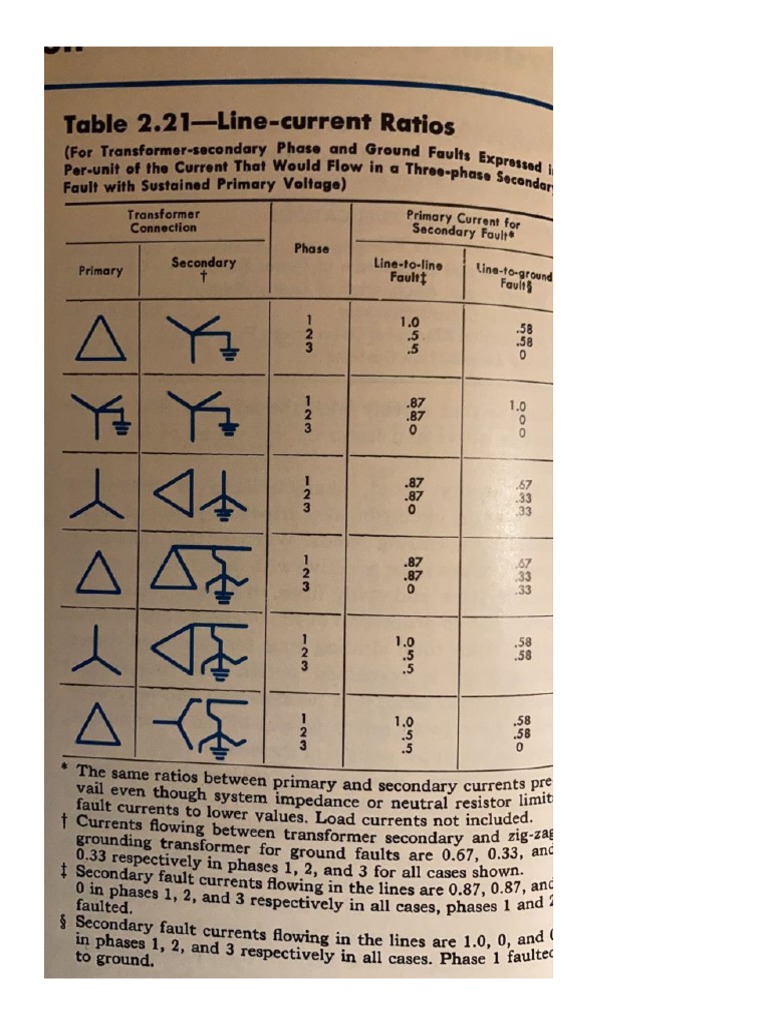 Table 2.21—Line-current Ratios
(For Transformer-secondary Phase and Ground Faults Expressed i
Per-unit of the Current That Would Flow in a Three-phase Secondar
Fault with Sustained Primary Voltage)
Transformer Connection
Phase
Primary Current for Secondary Fault*
Primary
Secondary †
Line-to-line Fault‡
Line-to-ground Fault§
1 1.0 .58
2 .5 .58
3 .5 0
1 .87 1.0
2 .87 0
3 0 0
1 .87 .67
2 .87 .33
3 0 .33
1 .87 .67
2 .87 .33
3 0 .33
1 1.0 .58
2 .5 .58
3 .5
1 1.0 .58
2 .5 .58
3 .5 0
* The same ratios between primary and secondary currents pre
vail even though system impedance or neutral resistor limit
fault currents to lower values. Load currents not included.
† Currents flowing between transformer secondary and zig-zag
grounding transformer for ground faults are 0.67, 0.33, and
0.33 respectively in phases 1, 2, and 3 for all cases shown.
‡ Secondary fault currents flowing in the lines are 0.87, 0.87, and
0 in phases 1, 2, and 3 respectively in all cases, phases 1 and 2
faulted.
§ Secondary fault currents flowing in the lines are 1.0, 0, and 0
in phases 1, 2, and 3 respectively in all cases. Phase 1 faulted
to ground.